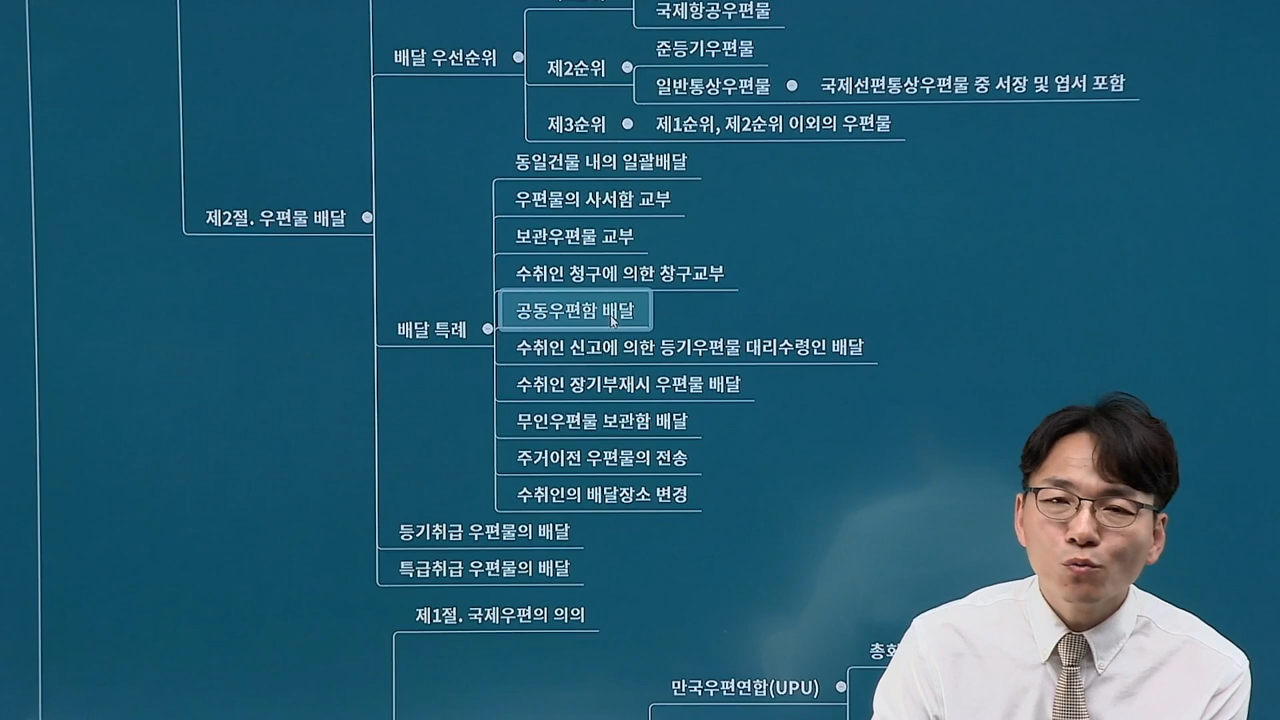 국제항공우편물
배달 우선순위
제2순위
준등기우편물
일반통상우편물
국제선편통상우편물 중 서장 및 엽서 포함
제3순위
제1순위, 제2순위 이외의 우편물
제2절. 우편물 배달
배달 특례
동일건물 내의 일괄배달
우편물의 사서함 교부
보관우편물 교부
수취인 청구에 의한 창구교부
공동우편함 배달
수취인 신고에 의한 등기우편물 대리수령인 배달
수취인 장기부재시 우편물 배달
무인우편물 보관함 배달
주거이전 우편물의 전송
수취인의 배달장소 변경
등기취급 우편물의 배달
특급취급 우편물의 배달
제1절. 국제우편의 의의
만국우편연합(UPU)